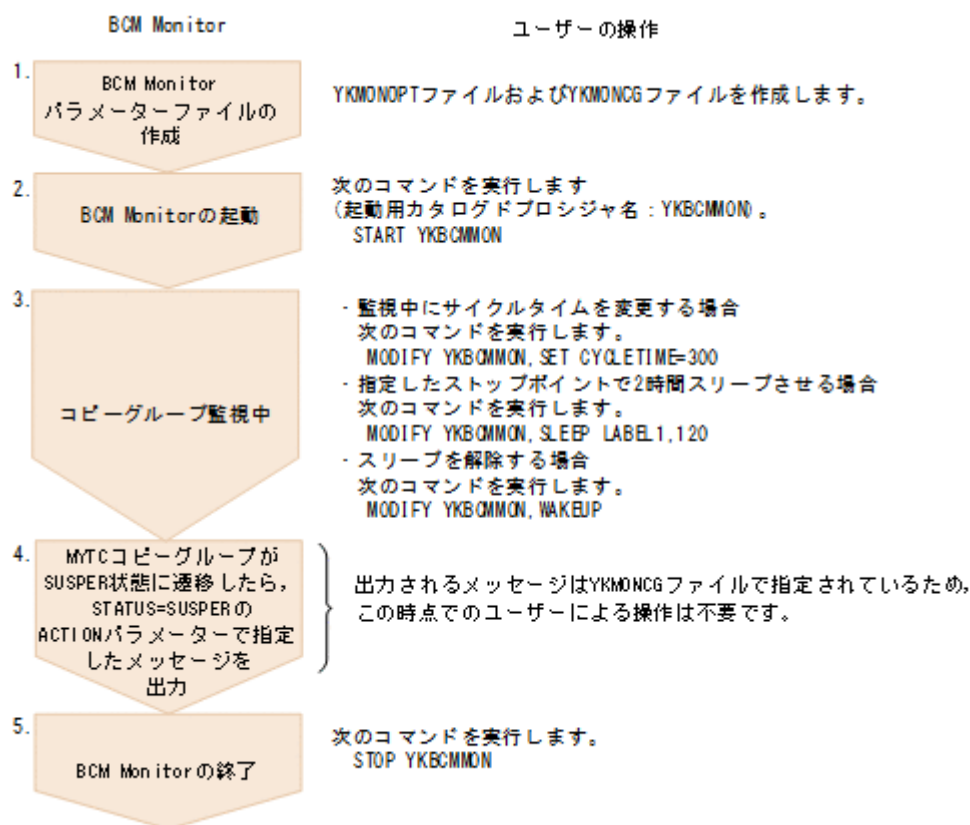 BCM Monitor
ユーザーの操作
1.
BCM Monitor
パラメーターファイルの
作成
YKMONOPTファイルおよびYKMONCGファイルを作成します。
2.
BCM Monitorの起動
次のコマンドを実行します
(起動用カタログドプロシジャ名：YKBCMMON)。
START YKBCMMON
3.
コピーグループ監視中
・監視中にサイクルタイムを変更する場合
次のコマンドを実行します。
MODIFY YKBCMMON,SET CYCLETIME=300
・指定したストップポイントで2時間スリープさせる場合
次のコマンドを実行します。
MODIFY YKBCMMON,SLEEP LABEL1,120
・スリープを解除する場合
次のコマンドを実行します。
MODIFY YKBCMMON,WAKEUP
4.
MYTCコピーグループが
SUSPER状態に遷移したら,
STATUS=SUSPERの
ACTIONパラメーターで指定
したメッセージを
出力
出力されるメッセージはYKMONCGファイルで指定されているため,
この時点でのユーザーによる操作は不要です。
5.
BCM Monitorの終了
次のコマンドを実行します。
STOP YKBCMMON